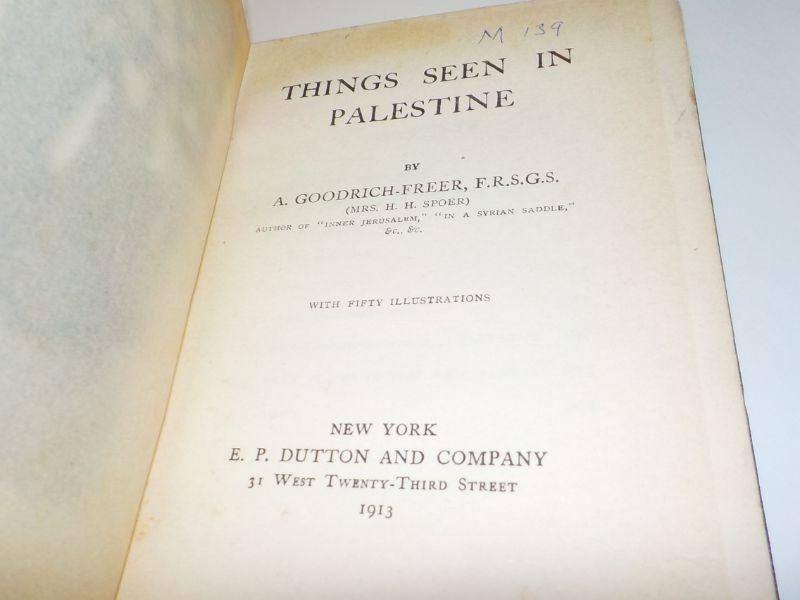 M 139
THINGS SEEN IN
PALESTINE
BY
A. GOODRICH-FREER, F.R.S.G.S.
(MRS. H. H. SPOER)
AUTHOR OF "INNER JERUSALEM," "IN A SYRIAN SADDLE,"
&c., &c.
WITH FIFTY ILLUSTRATIONS
NEW YORK
E. P. DUTTON AND COMPANY
31 WEST TWENTY-THIRD STREET
1913